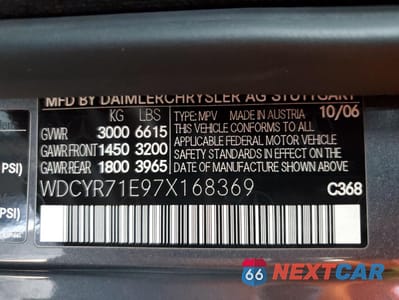 MFD BY DAIMLERCHRYSLER AG STUTTGART
KG LBS TYPE:MPV MADE IN AUSTRIA 10/06
GVWR 3000 6615 THIS VEHICLE CONFORMS TO ALL
GAWR FRONT 1450 3200 APPLICABLE FEDERAL MOTOR VEHICLE
GAWR REAR 1800 3965 SAFETY STANDARDS IN EFFECT ON THE
DATE OF MANUFACTURE SHOWN ABOVE
PSI)
WDCYR71E97X168369 C368
PSI)
66 NEXTCAR